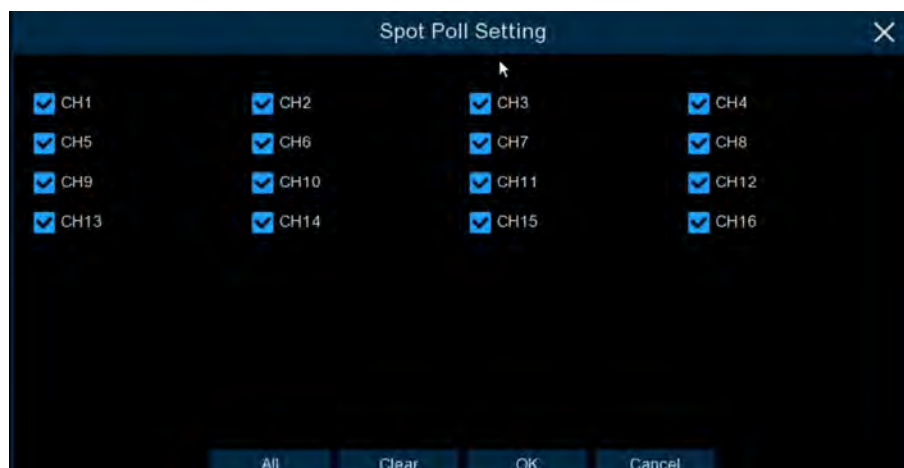 Spot Poll Setting
CH1 CH2 CH3 CH4
CH5 CH6 CH7 CH8
CH9 CH10 CH11 CH12
CH13 CH14 CH15 CH16
All Clear OK Cancel